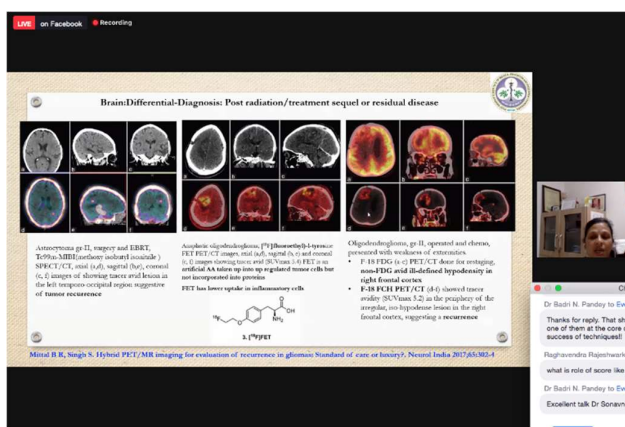 LIVE on Facebook Recording
Brain:Differential-Diagnosis: Post radiation/treatment sequel or residual disease
Astrocytoma gr-II, surgery and EBRT,
SPECT/CT, axial (a,d), sagittal (b,e), coronal
(c, f) images of showing tracer avid lesion in
the left temporo-occipital region suggestive
of tumor recurrence
Anaplastic oligodendroglioma, [¹⁸F](fluoroethyl)-l-tyrosine
FET PET/CT images, axial (a,d), sagittal (b, e) and coronal
(c, f) images showing tracer avid (SUVmax 3.4) FET is an
artificial AA taken up into up regulated tumor cells but
not incorporated into proteins
FET has lower uptake in inflammatory cells
¹⁸F O OH NH₂
3. [¹⁸F]FET
Oligodendroglioma, gr-II, operated and chemo,
presented with weakness of extremities
• F-18 FDG (a-c) PET/CT done for restaging,
non-FDG avid ill-defined hypodensity in
right frontal cortex
• F-18 FCH PET/CT (d-f) showed tracer
avidity (SUVmax 5.2) in the periphery of the
irregular, iso-hypodense lesion in the right
frontal cortex, suggesting a recurrence
Mittal B R, Singh S. Hybrid PET/MR imaging for evaluation of recurrence in gliomas: Standard of care or luxury?. Neurol India 2017;65:302-4
Dr Badri N. Pandey to
Thanks for reply. That sh
one of them at the core
success of techniques!!
Raghavendra Rajeshwark
what is role of score like
Dr Badri N. Pandey to
Excellent talk Dr Sonavn